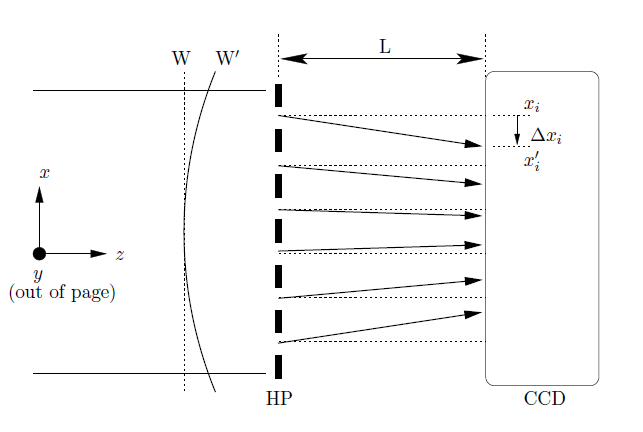 W W′
L
x_i
Δx_i
x′_i
x
z
y
(out of page)
HP
CCD